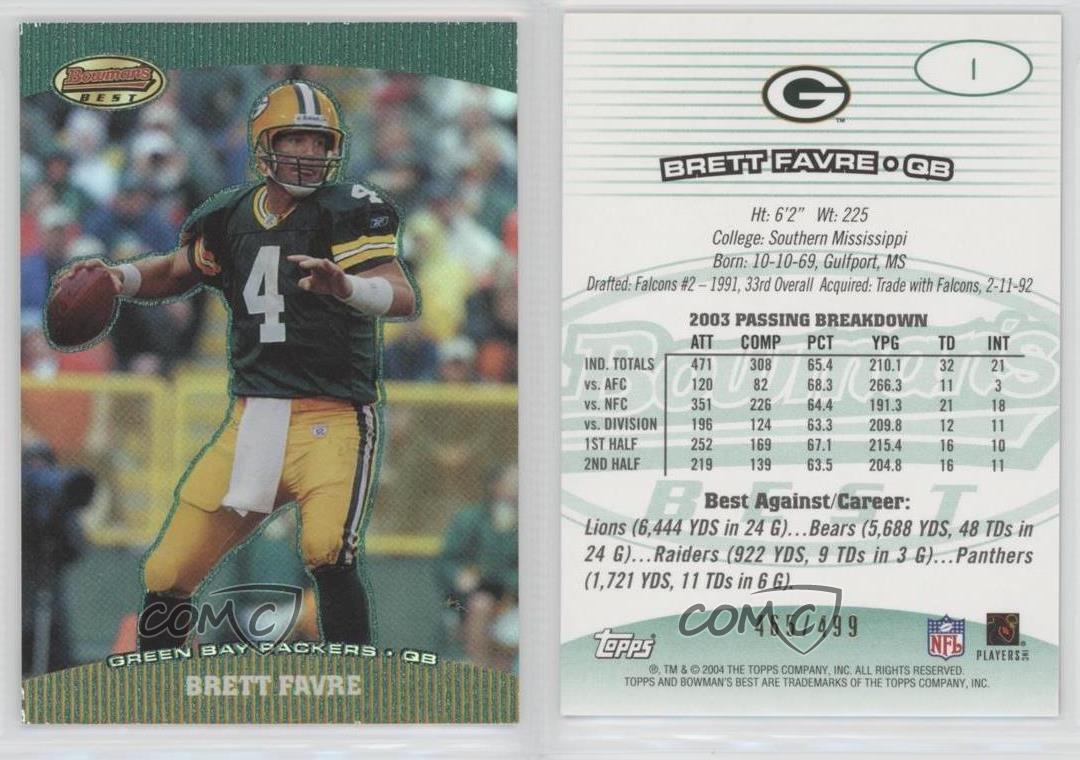 Bowman's
BEST
4
4
GREEN BAY PACKERS • QB
BRETT FAVRE
COMC
1
G
TM
BRETT FAVRE • QB
Ht: 6'2" Wt: 225
College: Southern Mississippi
Born: 10-10-69, Gulfport, MS
Drafted: Falcons #2 – 1991, 33rd Overall Acquired: Trade with Falcons, 2-11-92
2003 PASSING BREAKDOWN
ATT COMP PCT YPG TD INT
IND. TOTALS 471 308 65.4 210.1 32 21
vs. AFC 120 82 68.3 266.3 11 3
vs. NFC 351 226 64.4 191.3 21 18
vs. DIVISION 196 124 63.3 209.8 12 11
1ST HALF 252 169 67.1 215.4 16 10
2ND HALF 219 139 63.5 204.8 16 11
Bowman's
BEST
Best Against/Career:
Lions (6,444 YDS in 24 G)...Bears (5,688 YDS, 48 TDs in
24 G)...Raiders (922 YDS, 9 TDs in 3 G)...Panthers
(1,721 YDS, 11 TDs in 6 G).
COMC
465/499
Topps®
NFL
PLAYERS INC
®, TM & © 2004 THE TOPPS COMPANY, INC. ALL RIGHTS RESERVED.
TOPPS AND BOWMAN'S BEST ARE TRADEMARKS OF THE TOPPS COMPANY, INC.